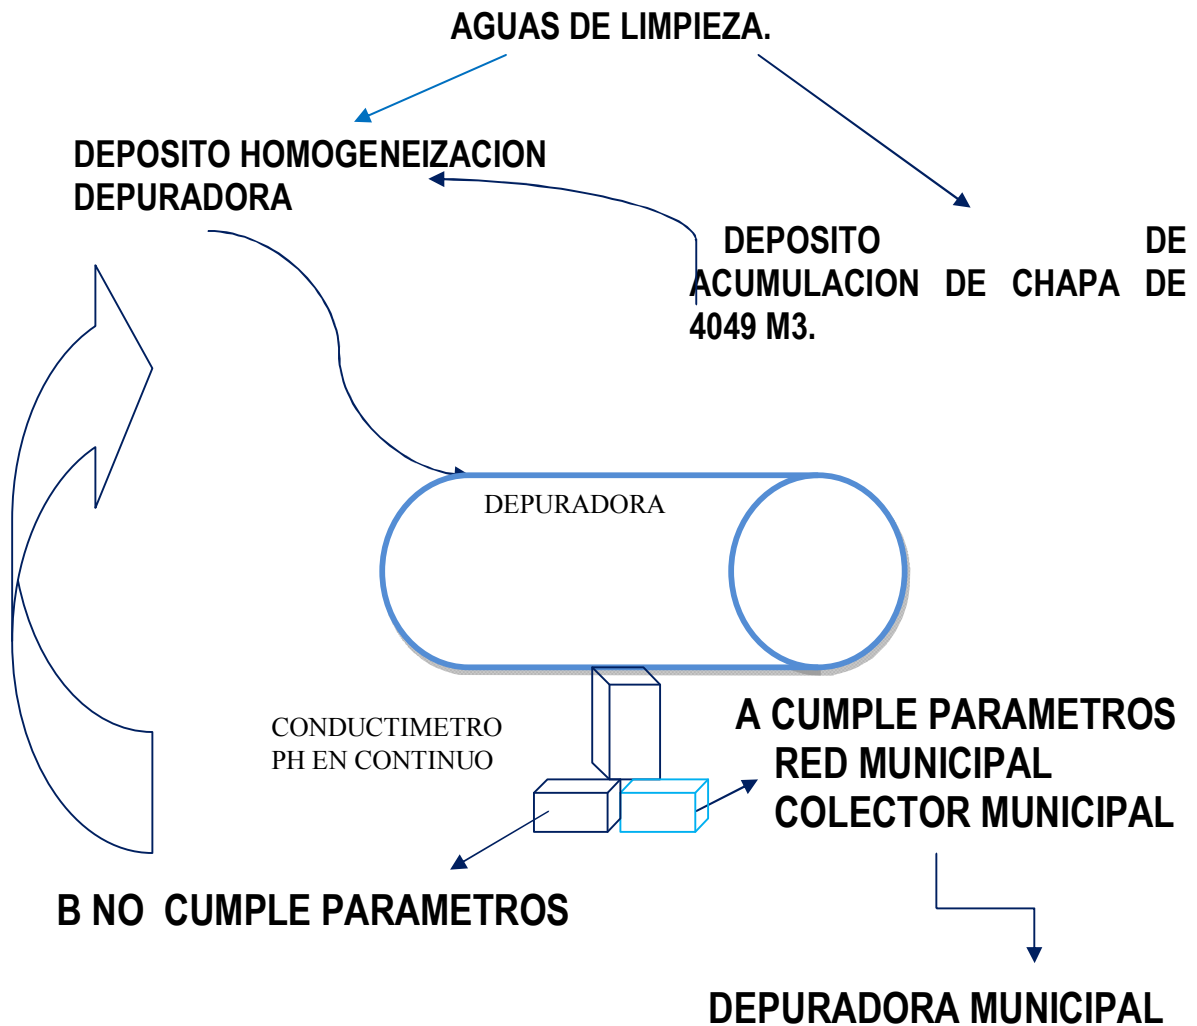 AGUAS DE LIMPIEZA.
DEPOSITO HOMOGENEIZACION
DEPURADORA
DEPOSITO DE
ACUMULACION DE CHAPA DE
4049 M3.
DEPURADORA
CONDUCTIMETRO
PH EN CONTINUO
A CUMPLE PARAMETROS
RED MUNICIPAL
COLECTOR MUNICIPAL
B NO CUMPLE PARAMETROS
DEPURADORA MUNICIPAL